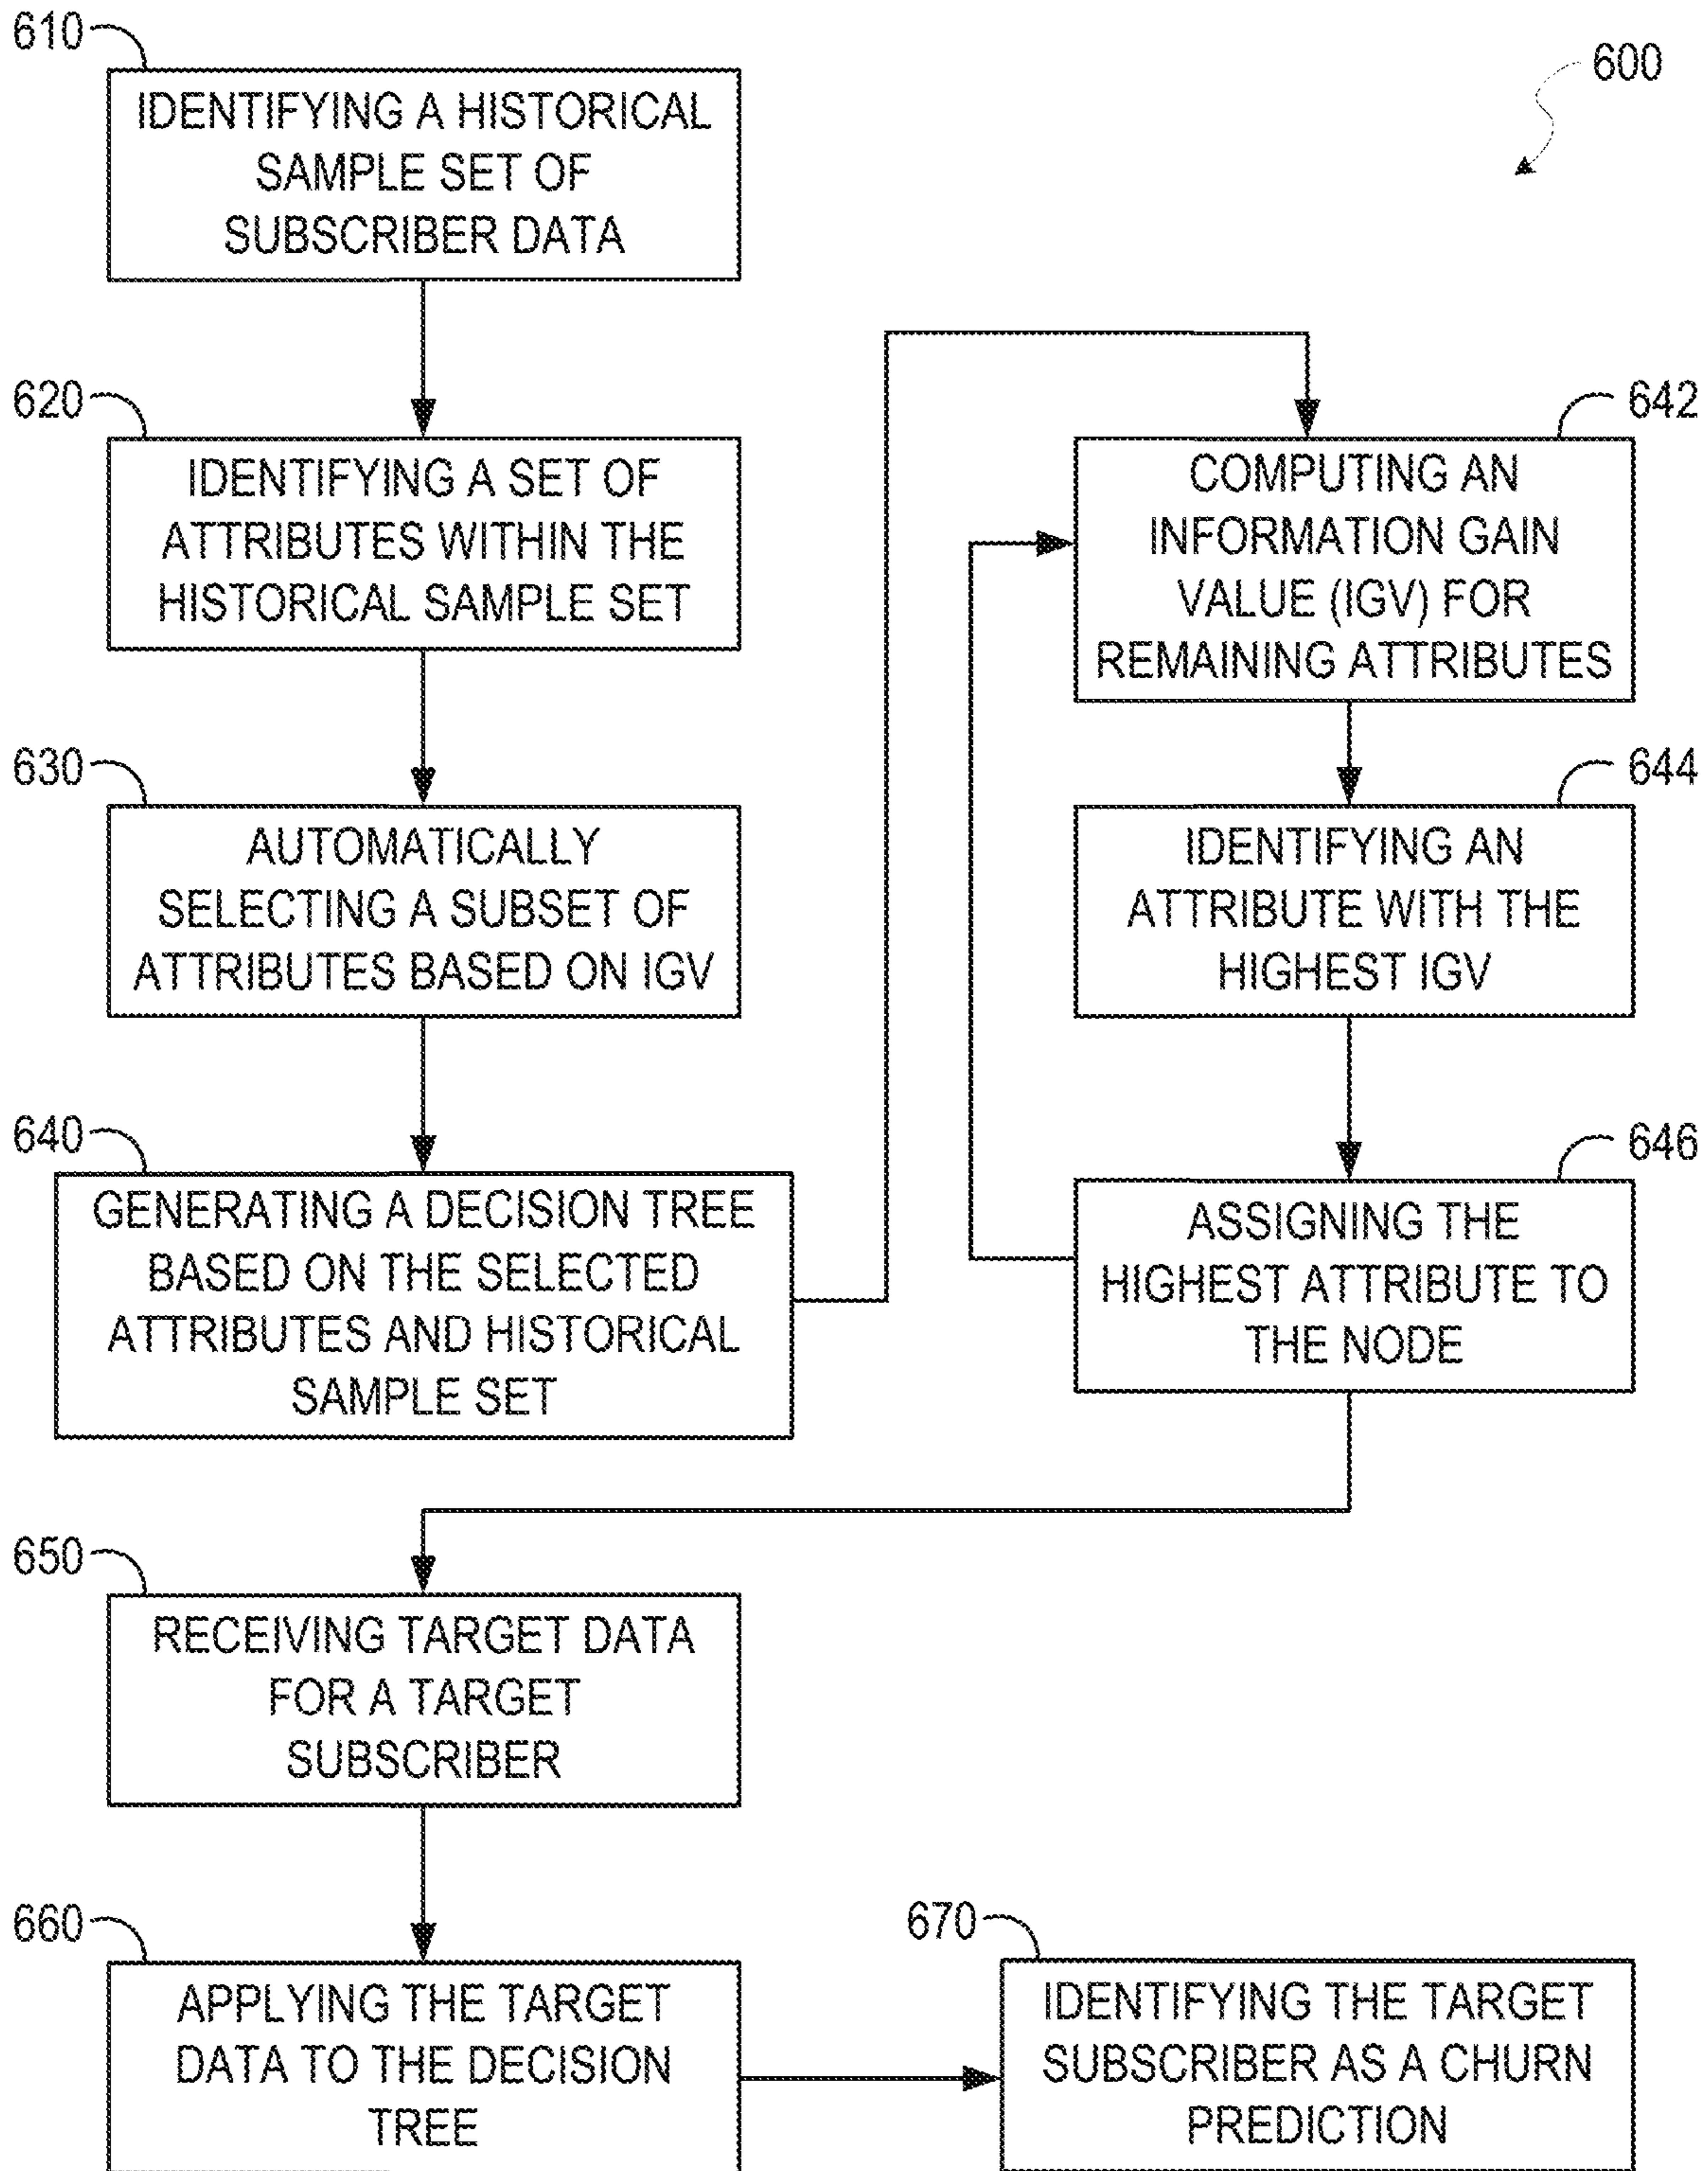 610
IDENTIFYING A HISTORICAL
SAMPLE SET OF
SUBSCRIBER DATA
600
620
IDENTIFYING A SET OF
ATTRIBUTES WITHIN THE
HISTORICAL SAMPLE SET
630
AUTOMATICALLY
SELECTING A SUBSET OF
ATTRIBUTES BASED ON IGV
640
GENERATING A DECISION TREE
BASED ON THE SELECTED
ATTRIBUTES AND HISTORICAL
SAMPLE SET
642
COMPUTING AN
INFORMATION GAIN
VALUE (IGV) FOR
REMAINING ATTRIBUTES
644
IDENTIFYING AN
ATTRIBUTE WITH THE
HIGHEST IGV
646
ASSIGNING THE
HIGHEST ATTRIBUTE TO
THE NODE
650
RECEIVING TARGET DATA
FOR A TARGET
SUBSCRIBER
660
APPLYING THE TARGET
DATA TO THE DECISION
TREE
670
IDENTIFYING THE TARGET
SUBSCRIBER AS A CHURN
PREDICTION